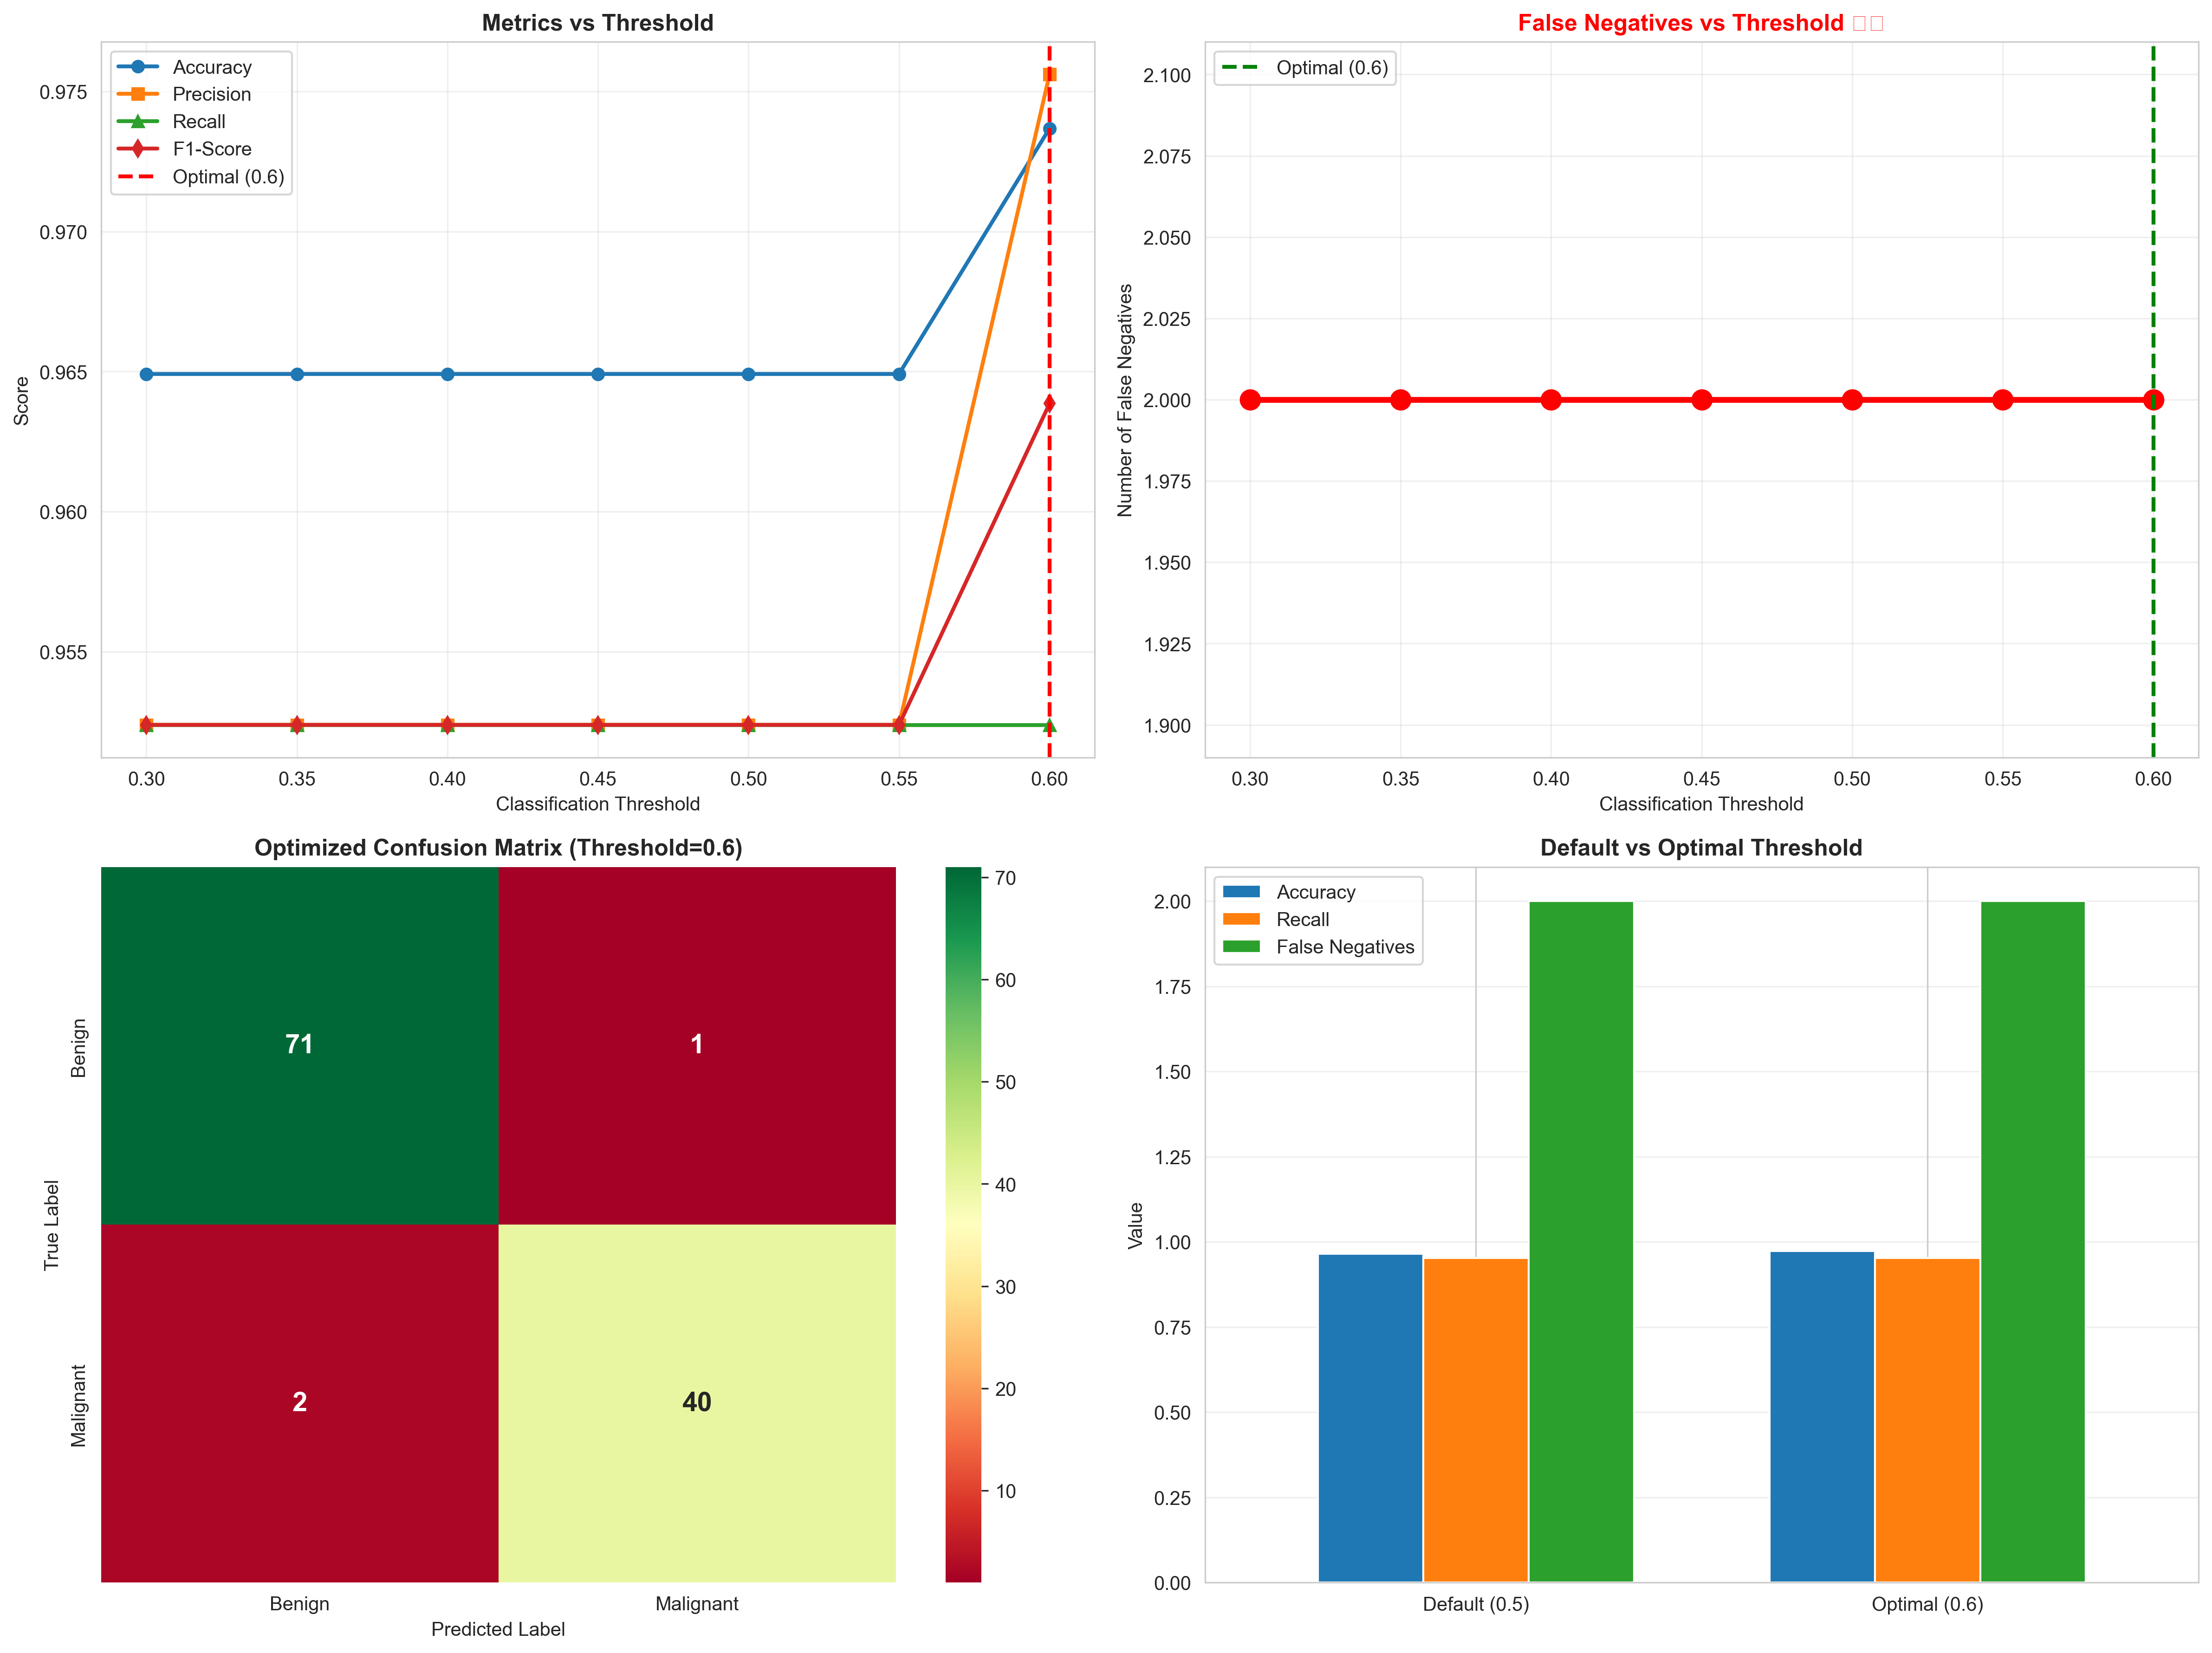 Metrics vs Threshold
Accuracy
Precision
Recall
F1-Score
Optimal (0.6)
0.975
0.970
0.965
0.960
0.955
Score
0.30 0.35 0.40 0.45 0.50 0.55 0.60
Classification Threshold
False Negatives vs Threshold
Optimal (0.6)
2.100
2.075
2.050
2.025
2.000
1.975
1.950
1.925
1.900
Number of False Negatives
0.30 0.35 0.40 0.45 0.50 0.55 0.60
Classification Threshold
Optimized Confusion Matrix (Threshold=0.6)
71 1
2 40
Benign
Malignant
True Label
Benign Malignant
Predicted Label
70
60
50
40
30
20
10
Default vs Optimal Threshold
Accuracy
Recall
False Negatives
2.00
1.75
1.50
1.25
1.00
0.75
0.50
0.25
0.00
Value
Default (0.5) Optimal (0.6)